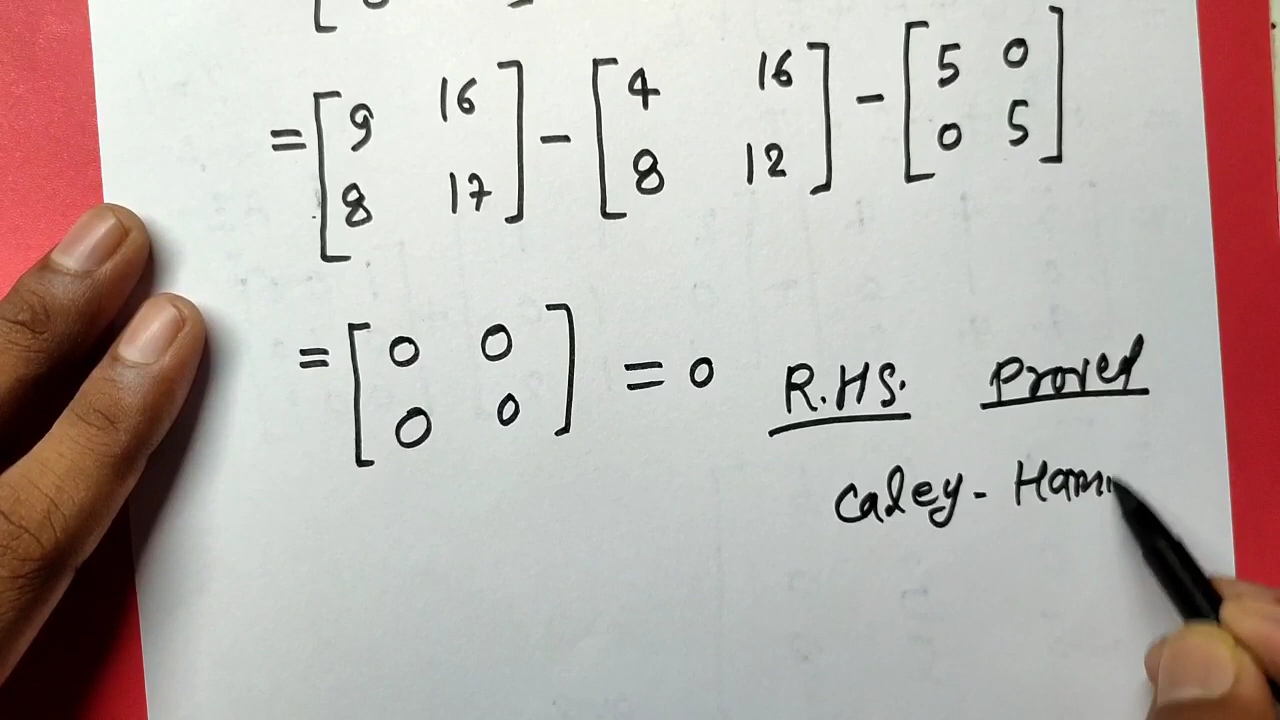 = [ 9 16 8 17 ] - [ 4 16 8 12 ] - [ 5 0 0 5 ]
= [ 0 0 0 0 ] = 0 R.HS. Proved
Caley - Ham